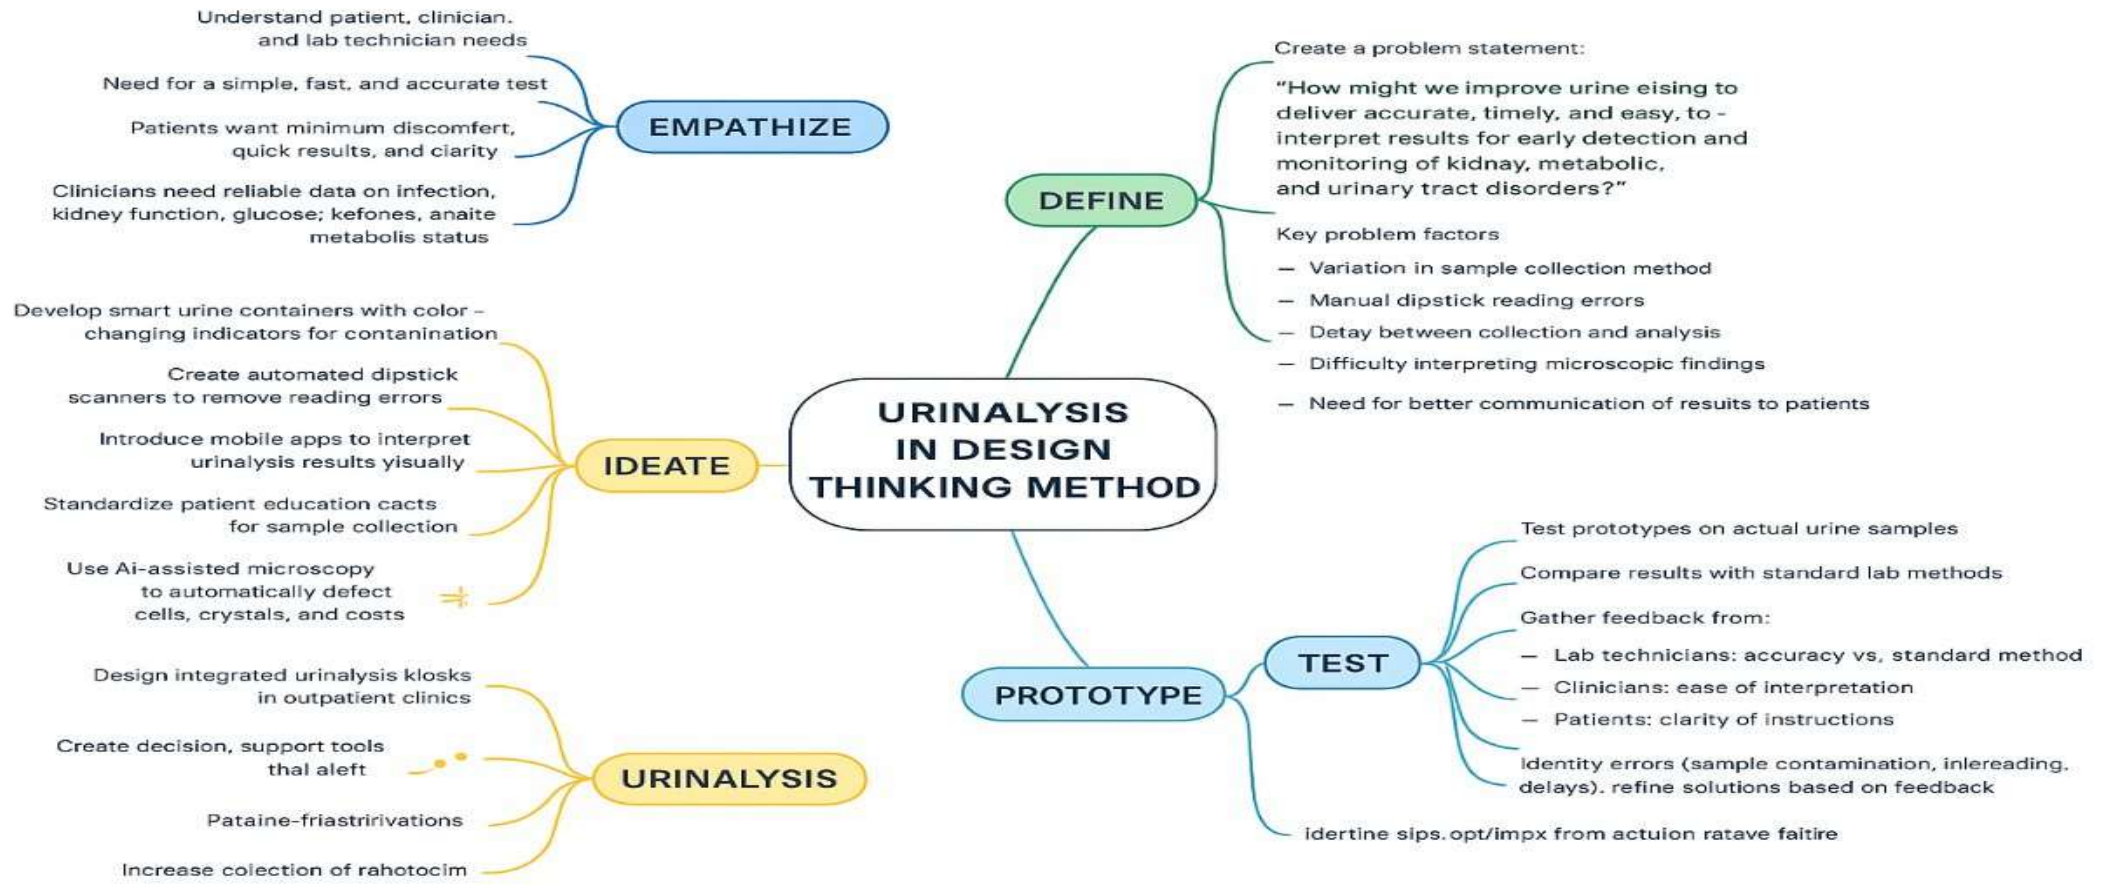 Understand patient, clinician.
and lab technician needs
Need for a simple, fast, and accurate test
Patients want minimum discomfert,
quick results, and clarity
Clinicians need reliable data on infection,
kidney function, glucose; kefones, anaite
metabolis status
EMPATHIZE
Create a problem statement:
"How might we improve urine eising to
deliver accurate, timely, and easy, to -
interpret results for early detection and
monitoring of kidnay, metabolic,
and urinary tract disorders?"
DEFINE
Key problem factors
– Variation in sample collection method
– Manual dipstick reading errors
– Detay between collection and analysis
– Difficulty interpreting microscopic findings
– Need for better communication of resuits to patients
Develop smart urine containers with color -
changing indicators for contanination
Create automated dipstick
scanners to remove reading errors
Introduce mobile apps to interpret
urinalysis results yisually
Standardize patient education cacts
for sample collection
Use Ai-assisted microscopy
to automatically defect
cells, crystals, and costs
IDEATE
URINALYSIS
IN DESIGN
THINKING METHOD
Design integrated urinalysis klosks
in outpatient clinics
Create decision, support tools
thal aleft
Pataine-friastririvations
Increase colection of rahotocim
URINALYSIS
PROTOTYPE
TEST
Test prototypes on actual urine samples
Compare results with standard lab methods
Gather feedback from:
– Lab technicians: accuracy vs, standard method
– Clinicians: ease of interpretation
– Patients: clarity of instructions
Identity errors (sample contamination, inlereading.
delays). refine solutions based on feedback
idertine sips.opt/impx from actuion ratave faitire